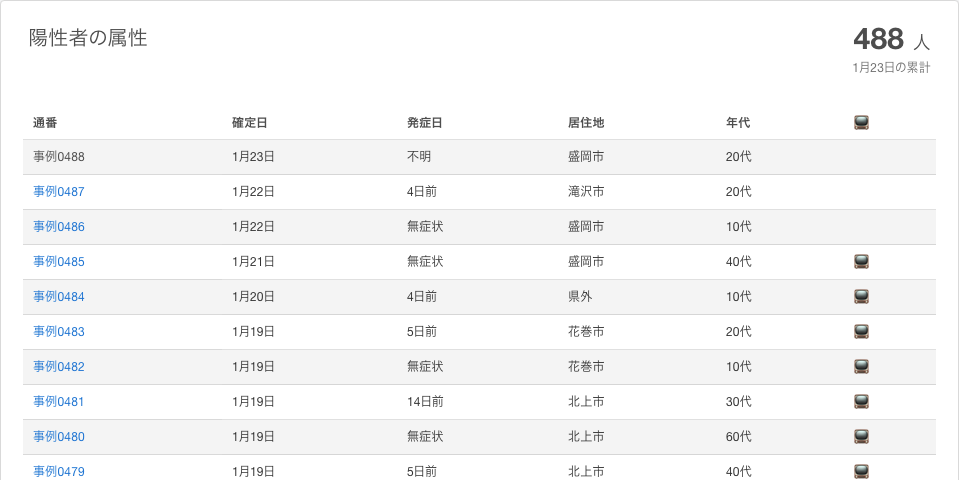 陽性者の属性
488 人
1月23日の累計
通番 確定日 発症日 居住地 年代
事例0488 1月23日 不明 盛岡市 20代
事例0487 1月22日 4日前 滝沢市 20代
事例0486 1月22日 無症状 盛岡市 10代
事例0485 1月21日 無症状 盛岡市 40代
事例0484 1月20日 4日前 県外 10代
事例0483 1月19日 5日前 花巻市 20代
事例0482 1月19日 無症状 花巻市 10代
事例0481 1月19日 14日前 北上市 30代
事例0480 1月19日 無症状 北上市 60代
事例0479 1月19日 5日前 北上市 40代